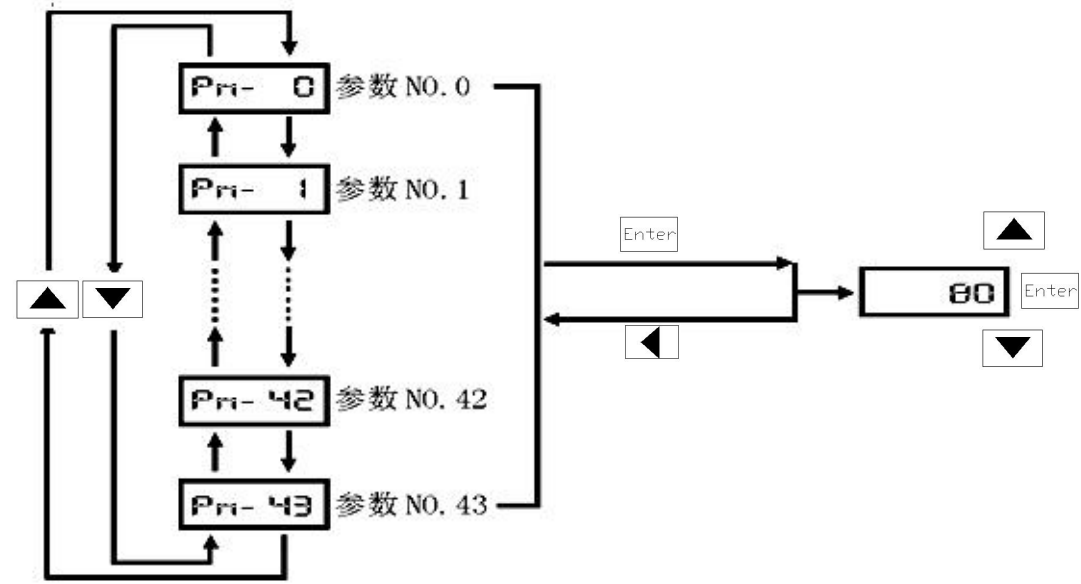 Pri- 0 参数 NO. 0
Pri- 1 参数 NO. 1
Enter
80 Enter
Pri- 42 参数 NO. 42
Pri- 43 参数 NO. 43